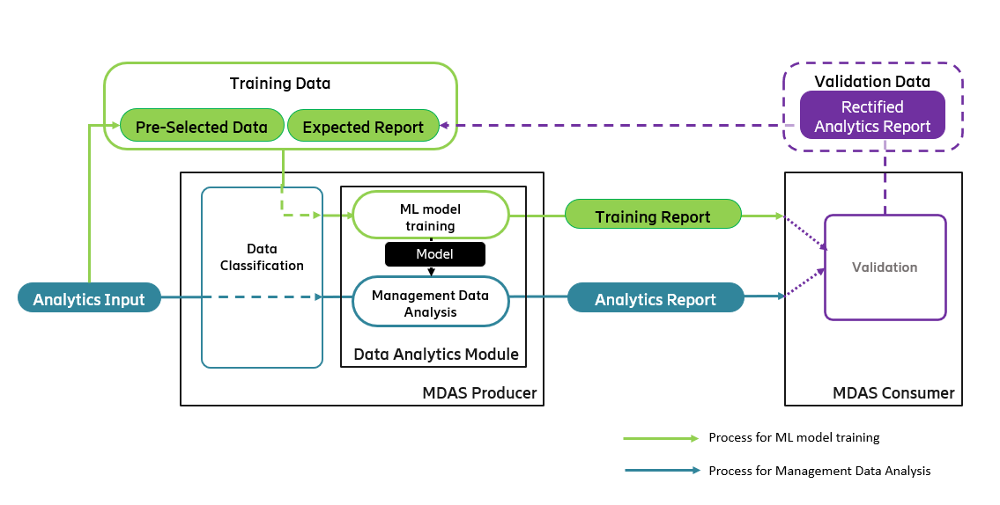 Training Data
Pre-Selected Data
Expected Report
Validation Data
Rectified
Analytics Report
Data
Classification
ML model
training
Model
Management Data
Analysis
Data Analytics Module
MDAS Producer
Analytics Input
Training Report
Analytics Report
Validation
MDAS Consumer
Process for ML model training
Process for Management Data Analysis